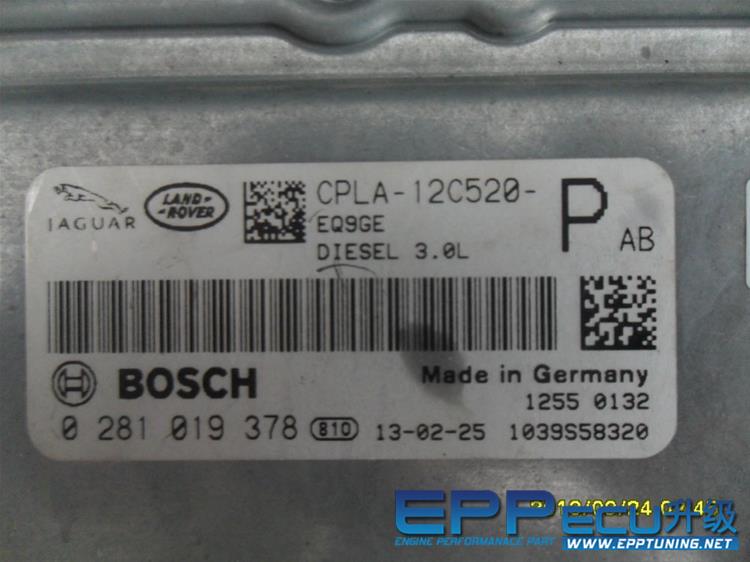 JAGUAR
LAND-
-ROVER
CPLA-12C520-
P AB
EQ9GE
DIESEL 3.0L
BOSCH
Made in Germany
1255 0132
0 281 019 378 810 13-02-25 1039S58320
EPP ECU升级
ENGINE PERFORMANACE PART
WWW.EPPTUNING.NET